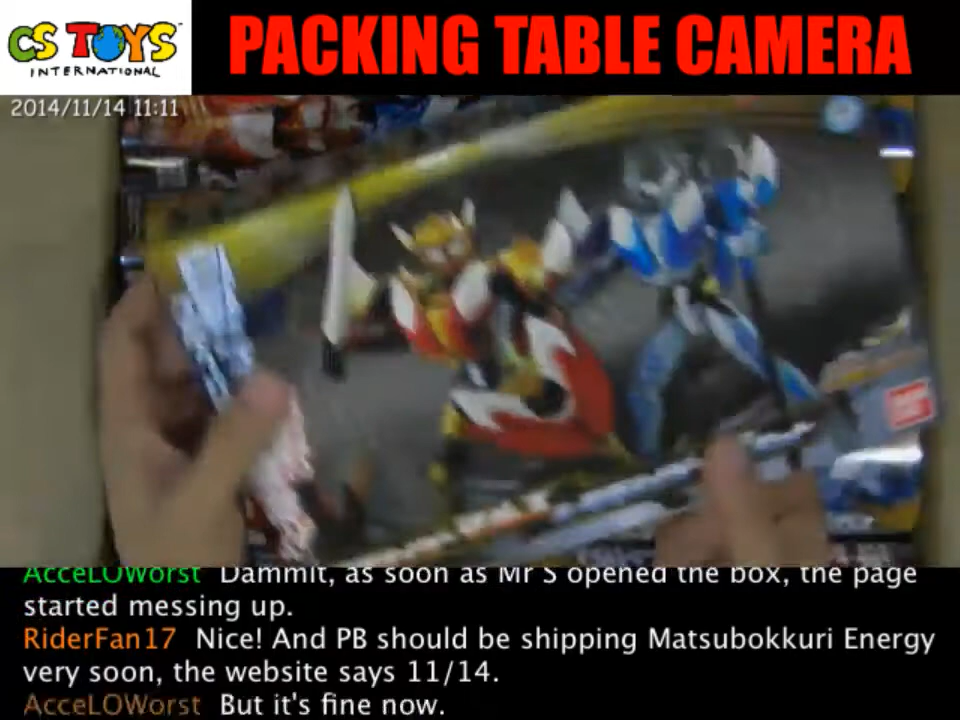 CS TOYS
INTERNATIONAL
PACKING TABLE CAMERA
2014/11/14 11:11
AcceLOWorst Dammit, as soon as Mr S opened the box, the page
started messing up.
RiderFan17 Nice! And PB should be shipping Matsubokkuri Energy
very soon, the website says 11/14.
AcceLOWorst But it's fine now.